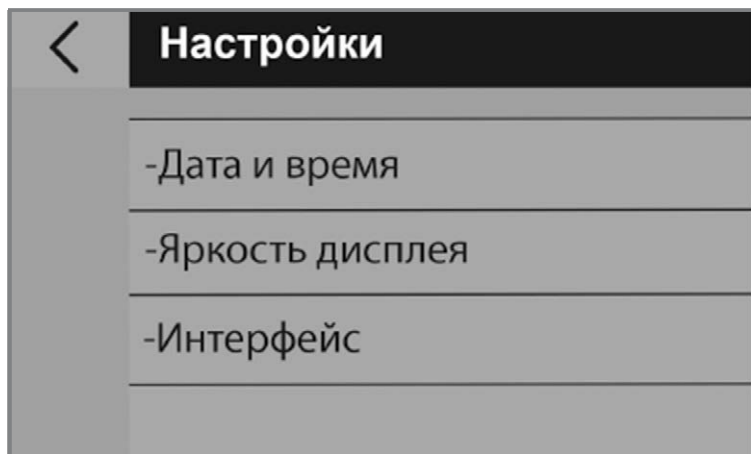 Настройки
-Дата и время
-Яркость дисплея
-Интерфейс